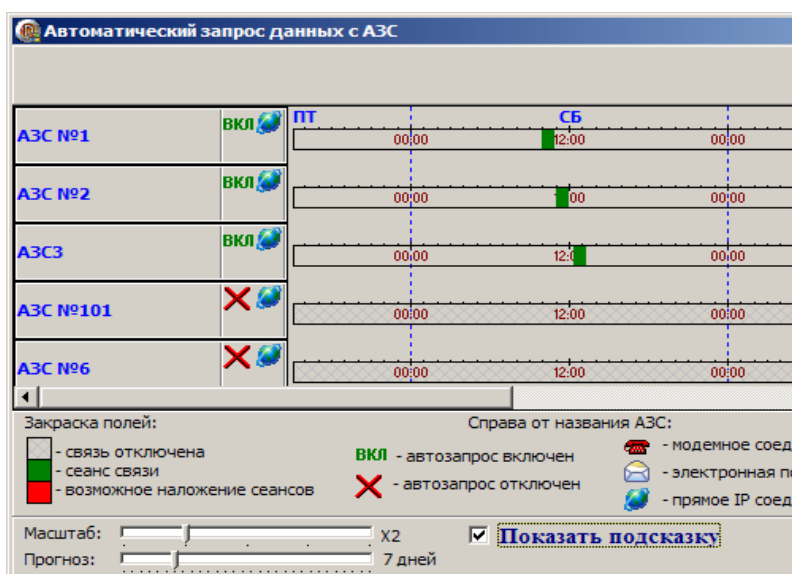 Автоматический запрос данных с АЗС
ПТ СБ
АЗС №1 ВКЛ 00:00 12:00 00:00
АЗС №2 ВКЛ 00:00 00 00:00
АЗС3 ВКЛ 00:00 12: 00:00
АЗС №101 00:00 12:00 00:00
АЗС №6 00:00 12:00 00:00
Закраска полей: Справа от названия АЗС:
- связь отключена
- сеанс связи
- возможное наложение сеансов
ВКЛ - автозапрос включен
- автозапрос отключен
- модемное соед
- электронная по
- прямое IP соед
Масштаб: X2 Показать подсказку
Прогноз: 7 дней